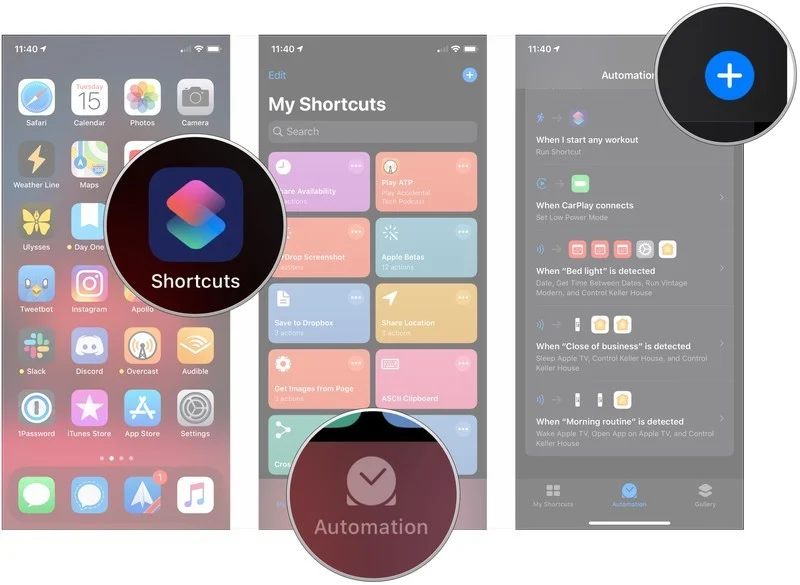 11:40
Tuesday
15
Safari
Calendar
Photos
Camera
Weather Line
Maps
Ulysses
Day One
Tweetbot
Instagram
Apollo
Slack
Discord
Overcast
Audible
1Password
iTunes Store
App Store
Settings
1
Shortcuts
11:40
Edit
My Shortcuts
Search
Share Availability
actions
Play ATP
Play Accidental
Tech Podcast
AirDrop Screenshot
actions
Apple Betas
12 actions
Save to Dropbox
3 actions
Share Location
3 actions
Get Images from Page
3 actions
ASCII Clipboard
Automation
11:40
Automation
When I start any workout
Run Shortcut
When CarPlay connects
Set Low Power Mode
When “Bed light” is detected
Date, Get Time Between Dates, Run Vintage
Modern, and Control Keller House
When “Close of business” is detected
Sleep Apple TV, Control Keller House, and Control
Keller House
When “Morning routine” is detected
Wake Apple TV, Open App on Apple TV, and Control
Keller House
My Shortcuts
Automation
Gallery